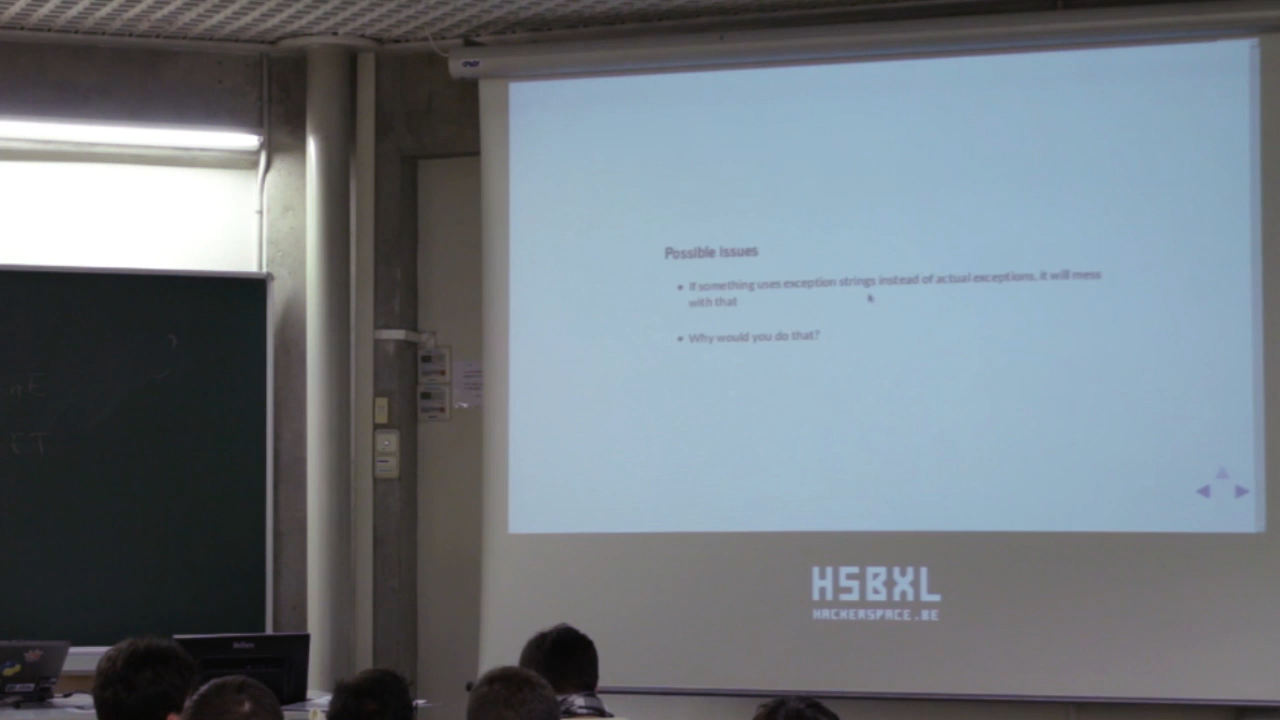 Possible issues
• If something uses exception strings instead of actual exceptions, it will mess
with that
• Why would you do that?
HSBXL
HACKERSPACE.BE